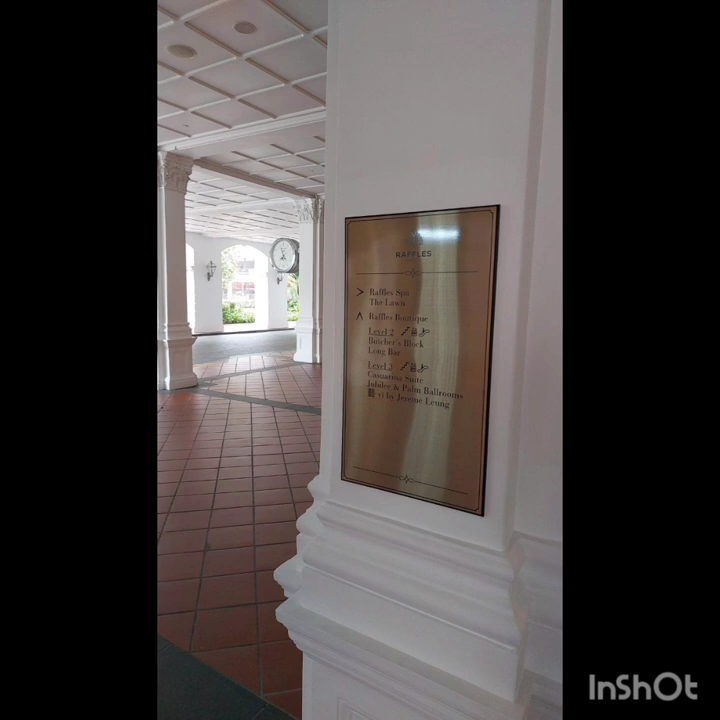 RAFFLES
> Raffles Spa
The Lawn
∧ Raffles Boutique
Level 2
Butcher's Block
Long Bar
Level 3
Casuarina Suite
Jubilee & Palm Ballrooms
yì by Jereme Leung
InShOt